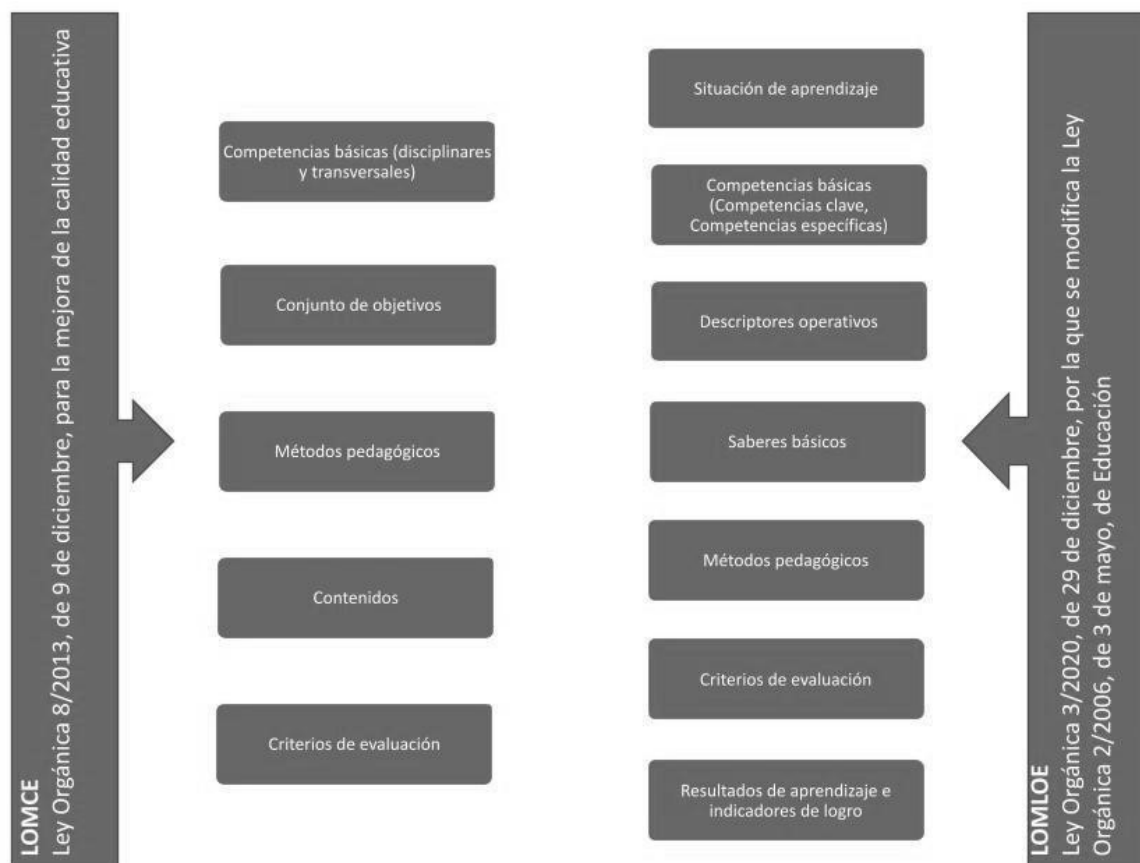 LOMCE
Ley Orgánica 8/2013, de 9 de diciembre, para la mejora de la calidad educativa
Competencias básicas (disciplinares
y transversales)
Conjunto de objetivos
Métodos pedagógicos
Contenidos
Criterios de evaluación
Situación de aprendizaje
Competencias básicas
(Competencias clave,
Competencias específicas)
Descriptores operativos
Saberes básicos
Métodos pedagógicos
Criterios de evaluación
Resultados de aprendizaje e
indicadores de logro
LOMLOE
Ley Orgánica 3/2020, de 29 de diciembre, por la que se modifica la Ley
Orgánica 2/2006, de 3 de mayo, de Educación